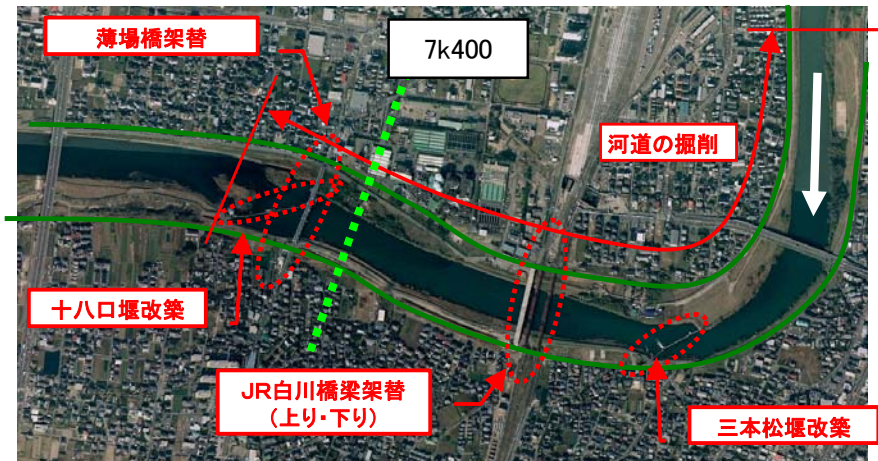 薄場橋架替
7k400
河道の掘削
十八口堰改築
JR白川橋梁架替
(上り・下り)
三本松堰改築